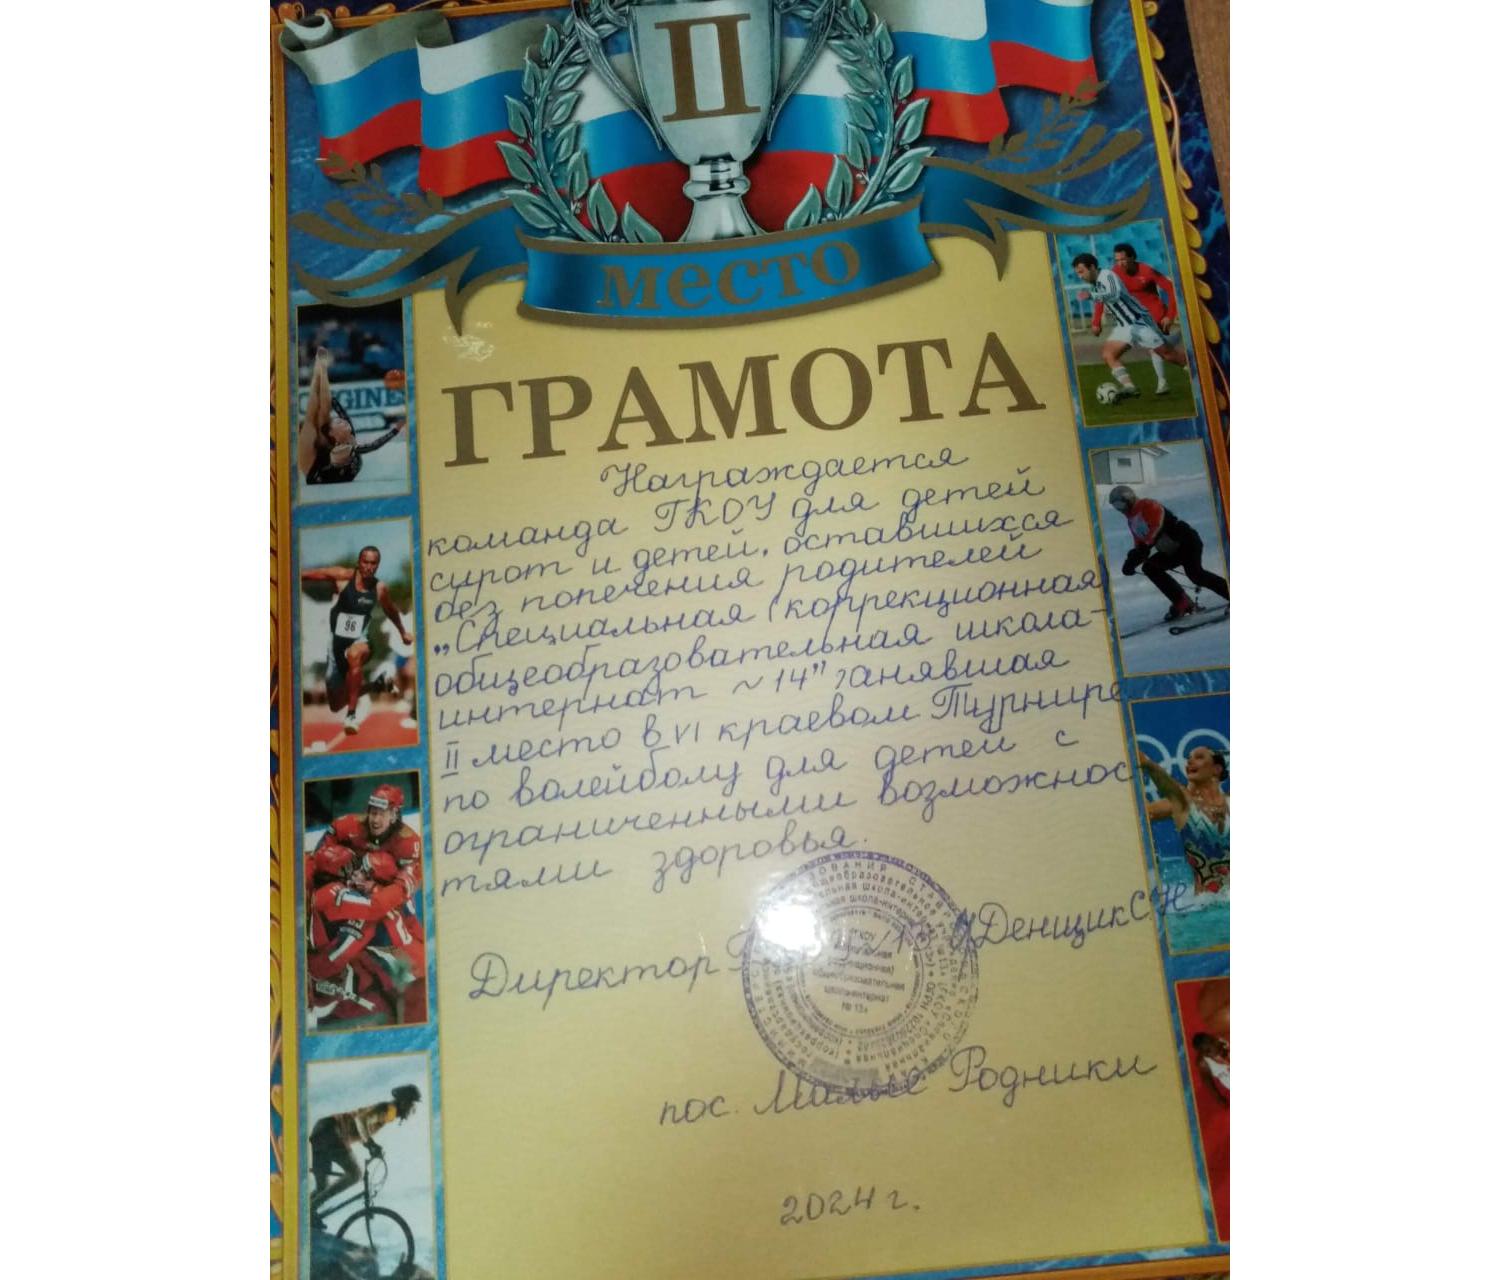 II
место
ГРАМОТА
Награждается
команда ГКОУ для детей
сирот и детей, оставшихся
без попечения родителей
„Специальная (коррекционная)
общеобразовательная школа-
интернат ~ 14” занявшая
II место в VI краевом Турнире
по волейболу для детей с
ограниченными возможнос-
тями здоровья.
Директор Денщик С.Н
пос. Малые Родники
2024 г.